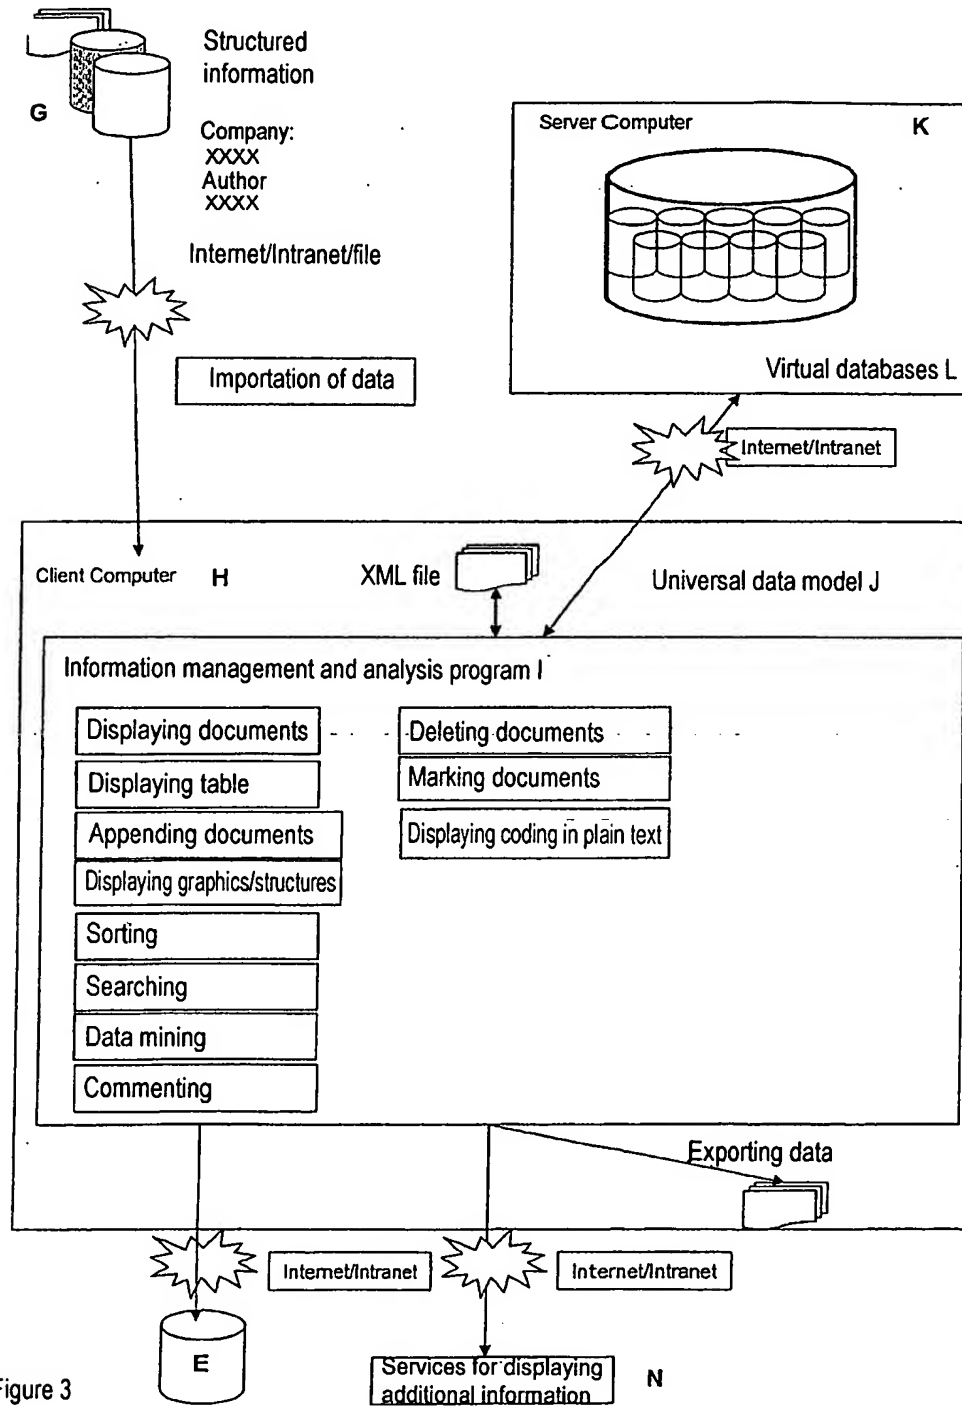 Structured
information
G
Company:
XXXX
Author
XXXX
Internet/Intranet/file
Importation of data
Server Computer
K
Virtual databases L
Internet/Intranet
Client Computer
H
XML file
Universal data model J
Information management and analysis program I
Displaying documents
Displaying table
Appending documents
Displaying graphics/structures
Sorting
Searching
Data mining
Commenting
Deleting documents
Marking documents
Displaying coding in plain text
Exporting data
Internet/Intranet
Internet/Intranet
E
Services for displaying
additional information
N
igure 3